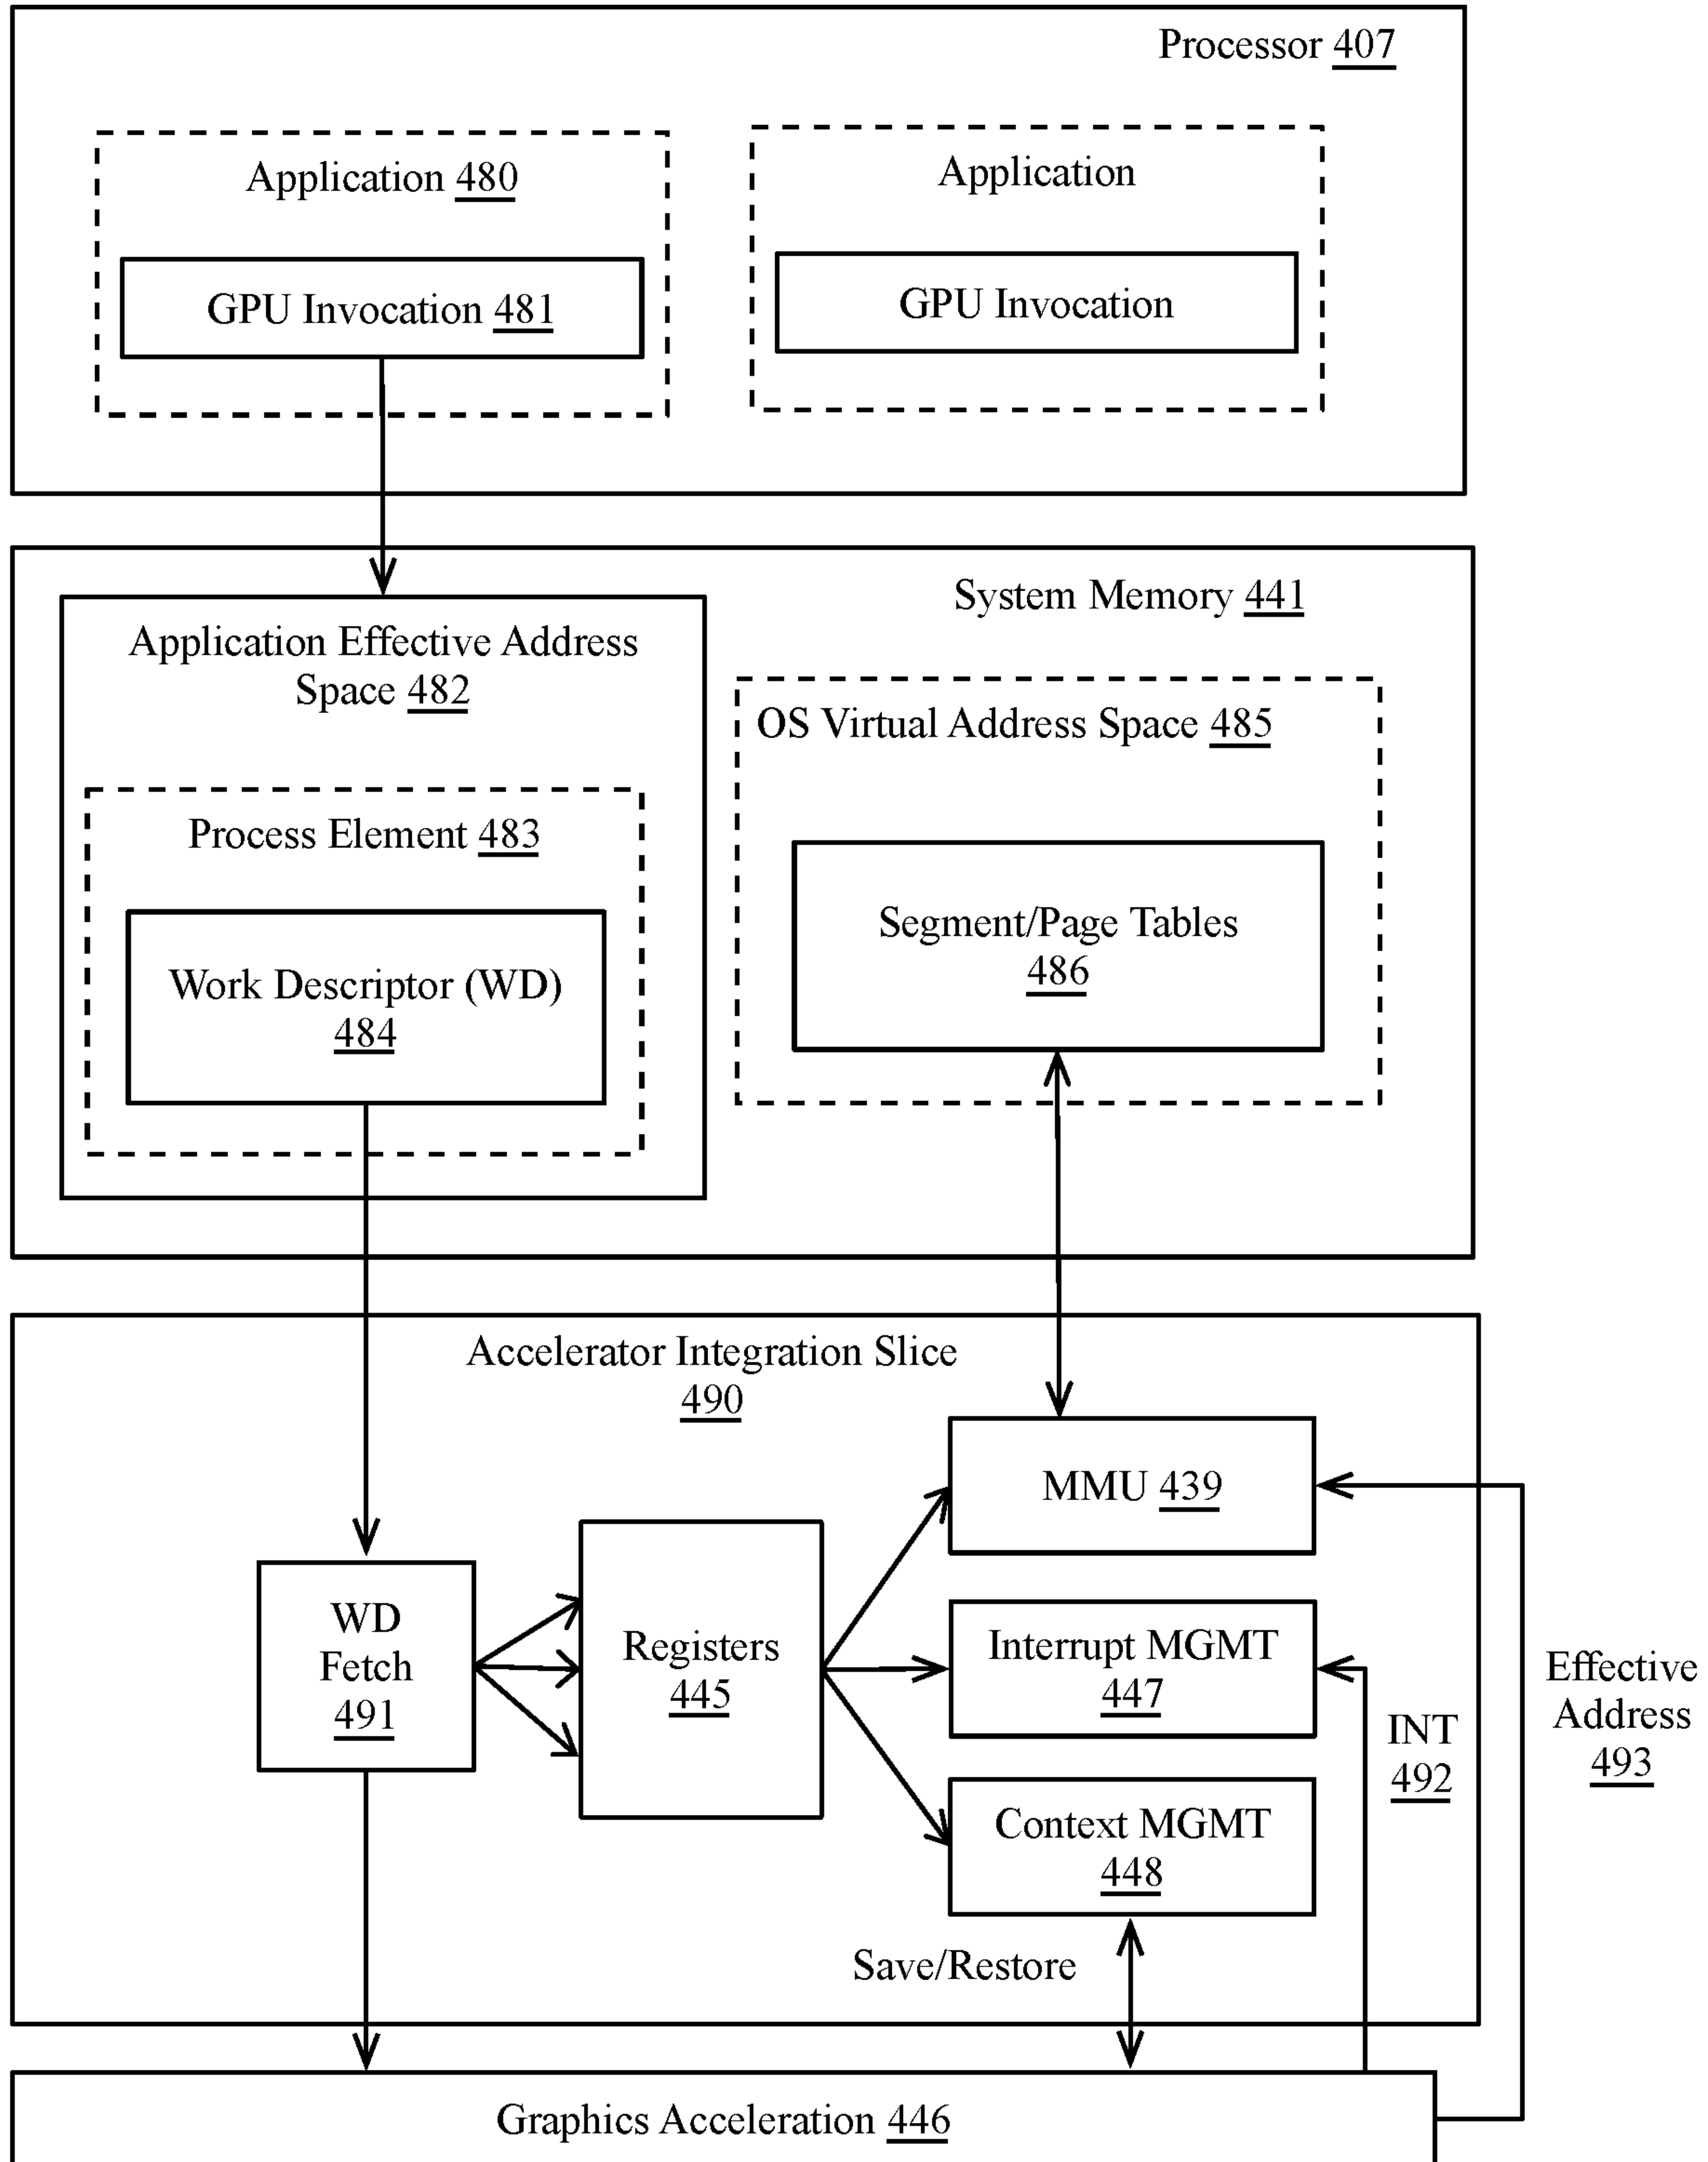 Processor 407
Application 480
GPU Invocation 481
Application
GPU Invocation
System Memory 441
Application Effective Address
Space 482
Process Element 483
Work Descriptor (WD)
484
OS Virtual Address Space 485
Segment/Page Tables
486
Accelerator Integration Slice
490
WD
Fetch
491
Registers
445
MMU 439
Interrupt MGMT
447
Context MGMT
448
Save/Restore
INT
492
Effective
Address
493
Graphics Acceleration 446